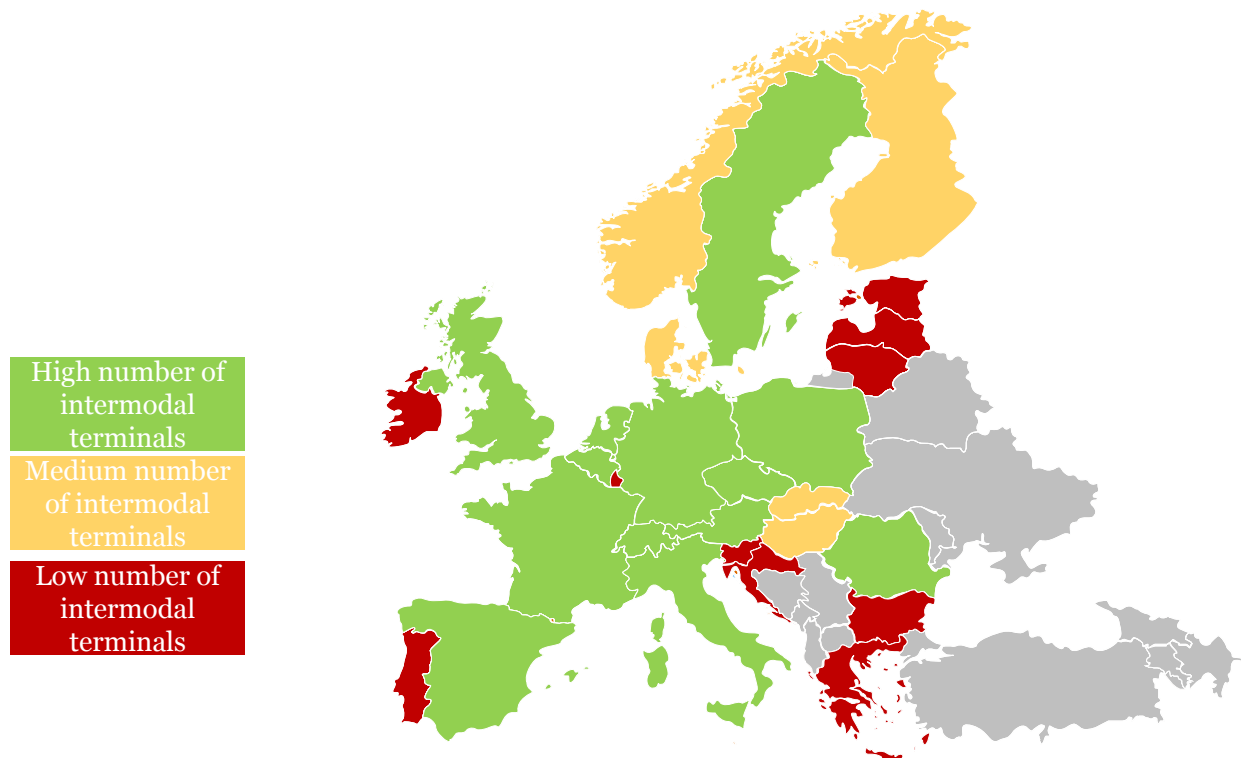 High number of
intermodal
terminals
Medium number
of intermodal
terminals
Low number of
intermodal
terminals